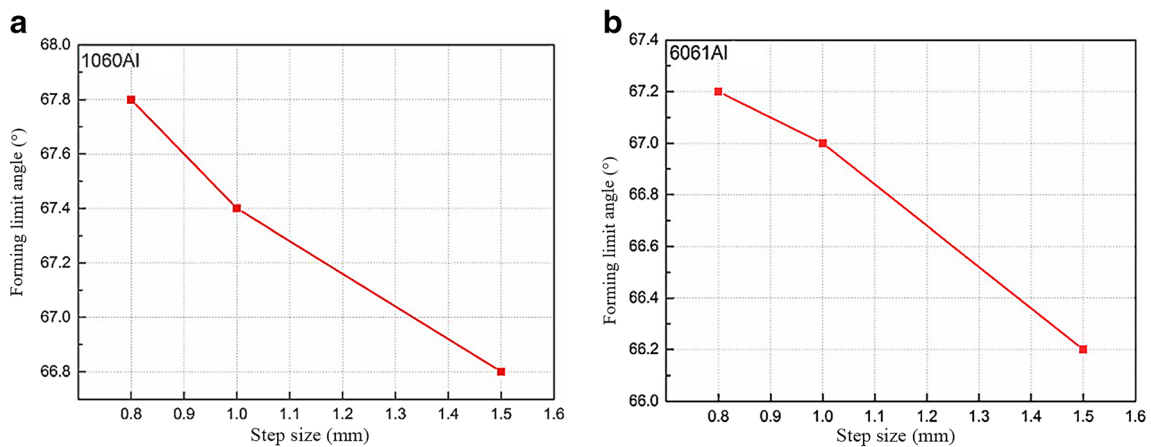 a
1060Al
68.0
67.8
67.6
67.4
67.2
67.0
66.8
Forming limit angle (°)
0.8 0.9 1.0 1.1 1.2 1.3 1.4 1.5 1.6
Step size (mm)
b
6061Al
67.4
67.2
67.0
66.8
66.6
66.4
66.2
66.0
Forming limit angle (°)
0.8 0.9 1.0 1.1 1.2 1.3 1.4 1.5 1.6
Step size (mm)